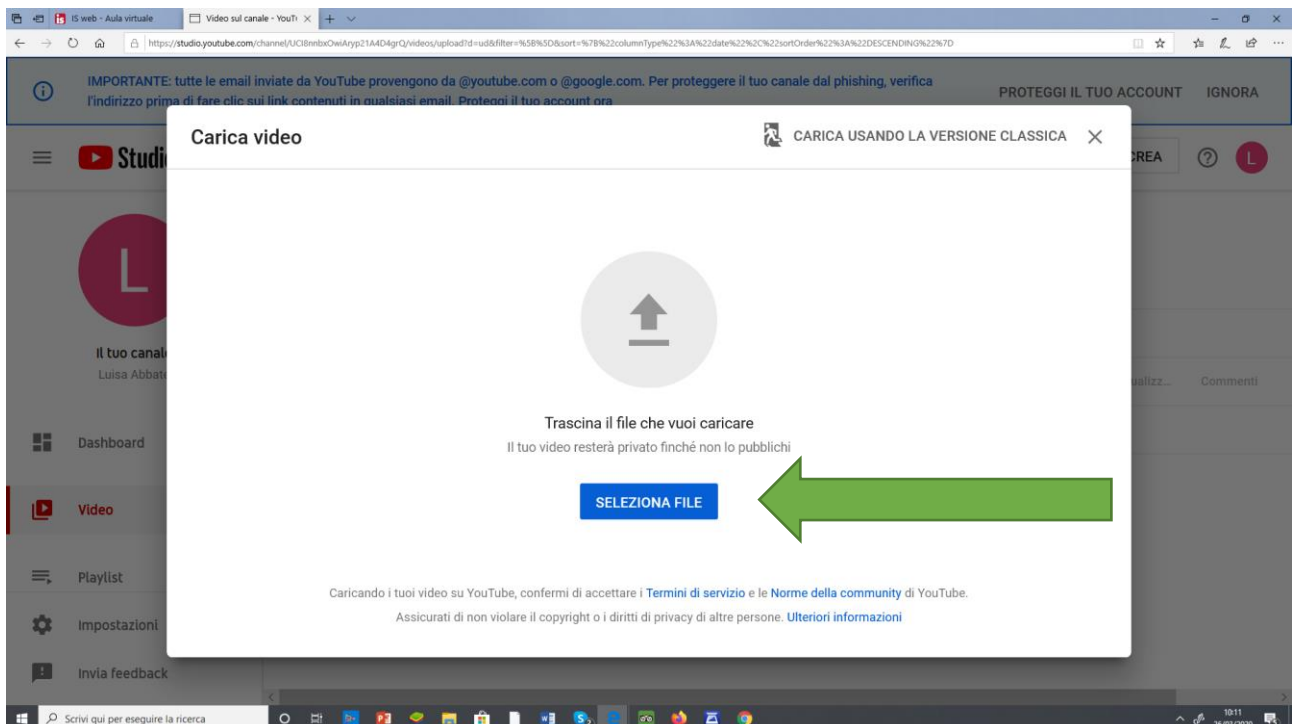 IS web - Aula virtuale
Video sul canale - YouTu
https://studio.youtube.com/channel/UCI8nnbxOwiAryp21A4D4grQ/videos/upload?d=ud&filter=%5B%5D&sort=%7B%22columnType%22%3A%22date%22%2C%22sortOrder%22%3A%22DESCENDING%22%7D
IMPORTANTE: tutte le email inviate da YouTube provengono da @youtube.com o @google.com. Per proteggere il tuo canale dal phishing, verifica
l'indirizzo prima di fare clic sui link contenuti in qualsiasi email. Proteggi il tuo account ora
PROTEGGI IL TUO ACCOUNT
IGNORA
Carica video
CARICA USANDO LA VERSIONE CLASSICA
Studi
CREA
L
L
Il tuo canale
Luisa Abbate
Trascina il file che vuoi caricare
Il tuo video resterà privato finché non lo pubblichi
SELEZIONA FILE
ualizz...
Commenti
Dashboard
Video
Playlist
Impostazioni
Invia feedback
Caricando i tuoi video su YouTube, confermi di accettare i Termini di servizio e le Norme della community di YouTube.
Assicurati di non violare il copyright o i diritti di privacy di altre persone. Ulteriori informazioni
Scrivi qui per eseguire la ricerca
10:11